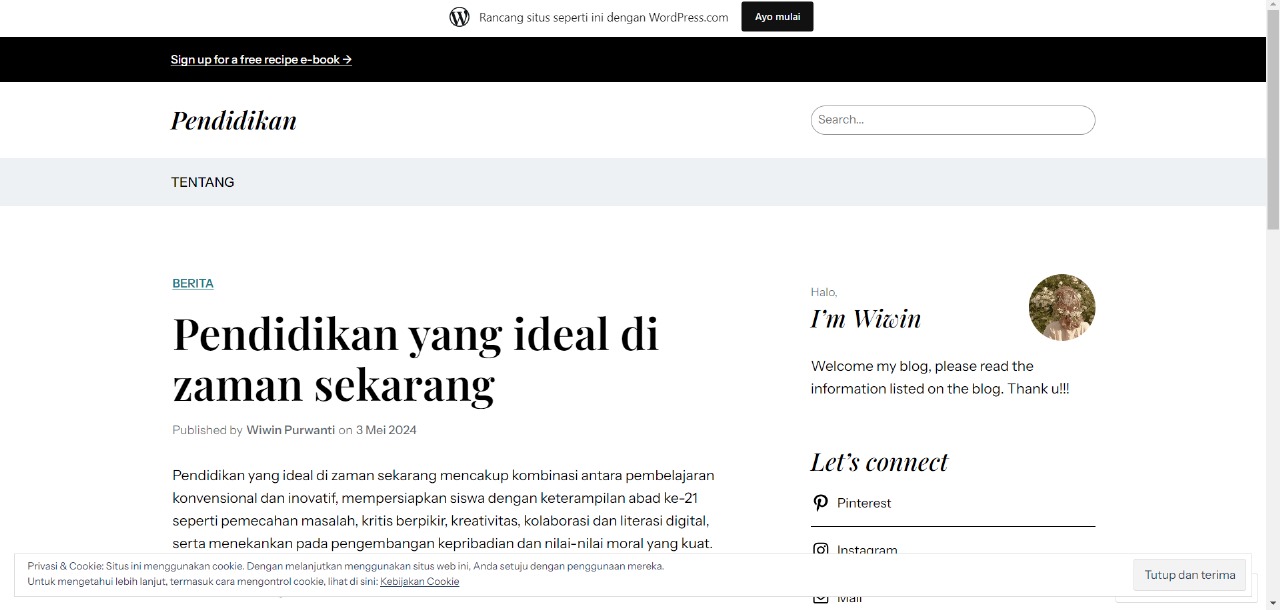 Rancang situs seperti ini dengan WordPress.com
Ayo mulai
Sign up for a free recipe e-book →
Pendidikan
Search...
TENTANG
BERITA
Pendidikan yang ideal di
zaman sekarang
Published by Wiwin Purwanti on 3 Mei 2024
Pendidikan yang ideal di zaman sekarang mencakup kombinasi antara pembelajaran
konvensional dan inovatif, mempersiapkan siswa dengan keterampilan abad ke-21
seperti pemecahan masalah, kritis berpikir, kreativitas, kolaborasi dan literasi digital,
serta menekankan pada pengembangan kepribadian dan nilai-nilai moral yang kuat.
Halo,
I'm Wiwin
Welcome my blog, please read the
information listed on the blog. Thank u!!!
Let's connect
Pinterest
Instagram
Mail
Privasi & Cookie: Situs ini menggunakan cookie. Dengan melanjutkan menggunakan situs web ini, Anda setuju dengan penggunaan mereka.
Untuk mengetahui lebih lanjut, termasuk cara mengontrol cookie, lihat di sini: Kebijakan Cookie
Tutup dan terima